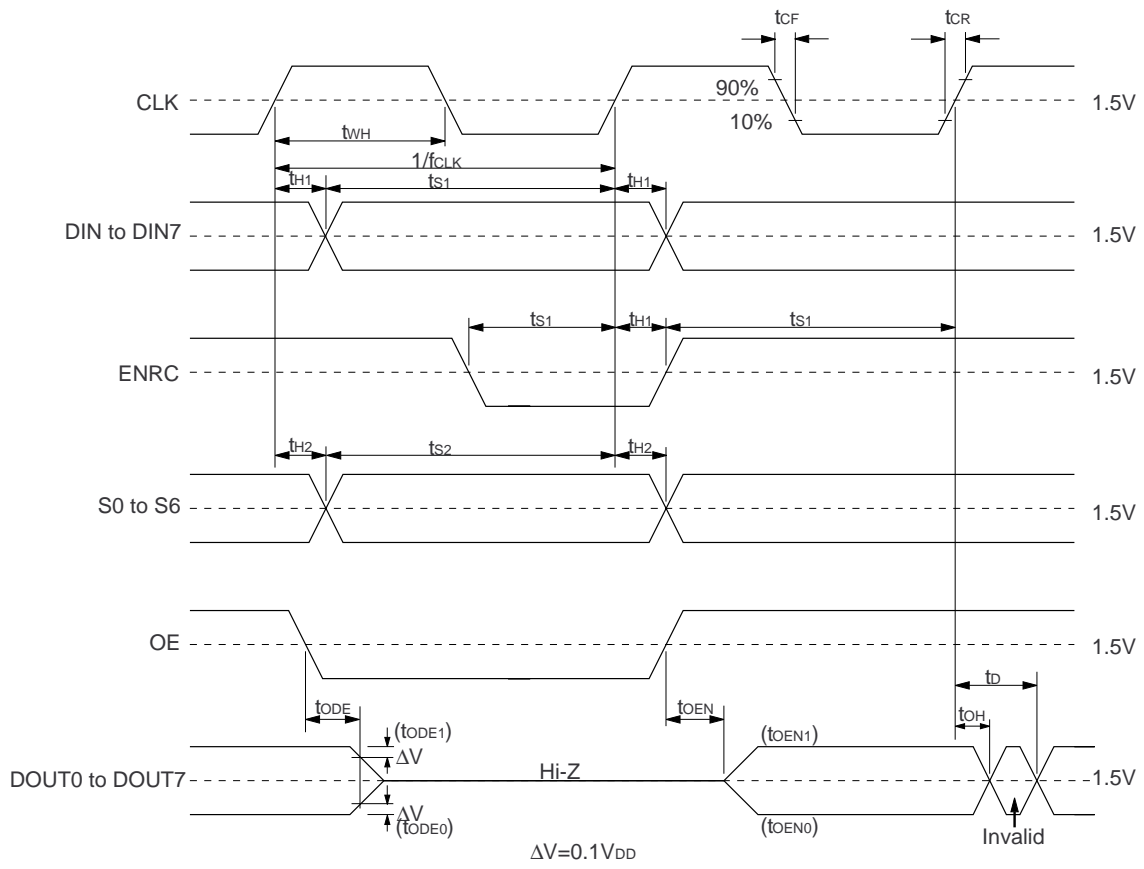 tCF tCR
CLK
90%
10%
1.5V
tWH
1/fCLK
tH1 tS1 tH1
DIN to DIN7
1.5V
tS1 tH1 tS1
ENRC
1.5V
tH2 tS2 tH2
S0 to S6
1.5V
OE
1.5V
tODE tOEN tD
tOH
(tODE1)
ΔV
(tOEN1)
DOUT0 to DOUT7
Hi-Z
1.5V
ΔV
(tODE0)
(tOEN0)
Invalid
ΔV=0.1VDD